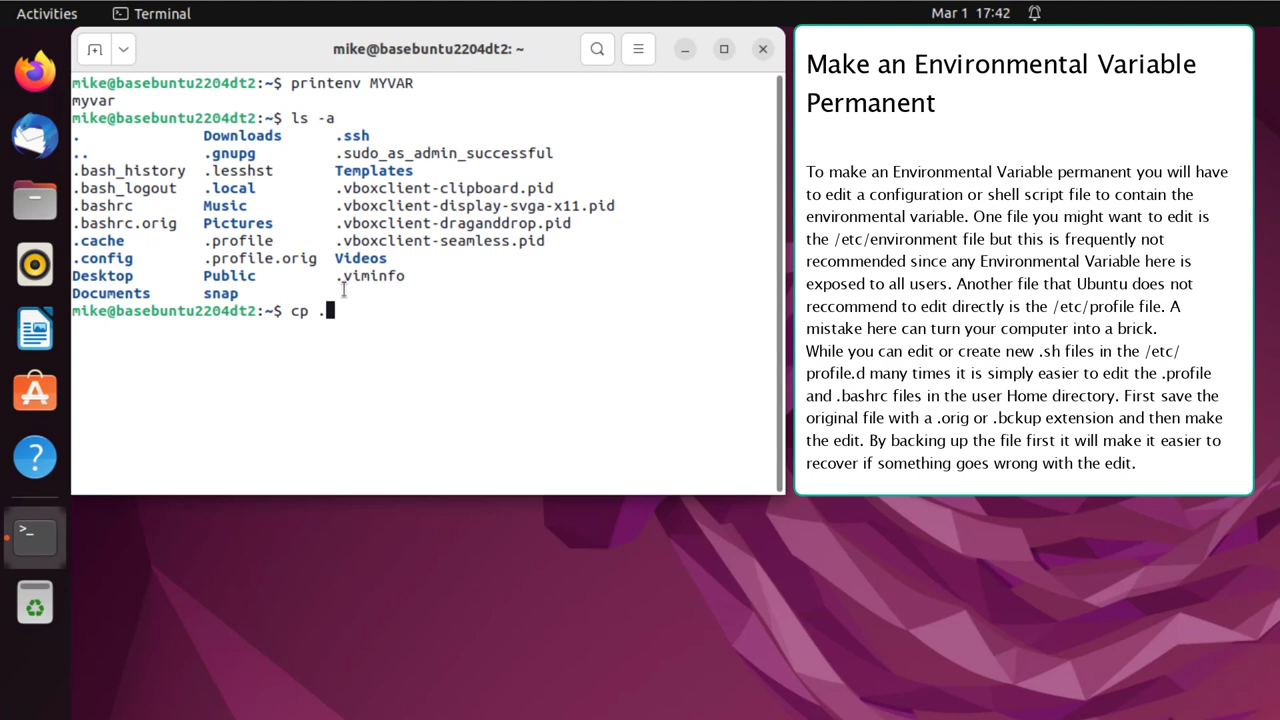 Activities
Terminal
Mar 1 17:42
mike@basebuntu2204dt2: ~
mike@basebuntu2204dt2:~$ printenv MYVAR
myvar
mike@basebuntu2204dt2:~$ ls -a
. Downloads .ssh
.. .gnupg .sudo_as_admin_successful
.bash_history .lesshst Templates
.bash_logout .local .vboxclient-clipboard.pid
.bashrc Music .vboxclient-display-svga-x11.pid
.bashrc.orig Pictures .vboxclient-draganddrop.pid
.cache .profile .vboxclient-seamless.pid
.config .profile.orig Videos
Desktop Public .viminfo
Documents snap
mike@basebuntu2204dt2:~$ cp .
Make an Environmental Variable
Permanent
To make an Environmental Variable permanent you will have
to edit a configuration or shell script file to contain the
environmental variable. One file you might want to edit is
the /etc/environment file but this is frequently not
recommended since any Environmental Variable here is
exposed to all users. Another file that Ubuntu does not
reccommend to edit directly is the /etc/profile file. A
mistake here can turn your computer into a brick.
While you can edit or create new .sh files in the /etc/
profile.d many times it is simply easier to edit the .profile
and .bashrc files in the user Home directory. First save the
original file with a .orig or .bckup extension and then make
the edit. By backing up the file first it will make it easier to
recover if something goes wrong with the edit.